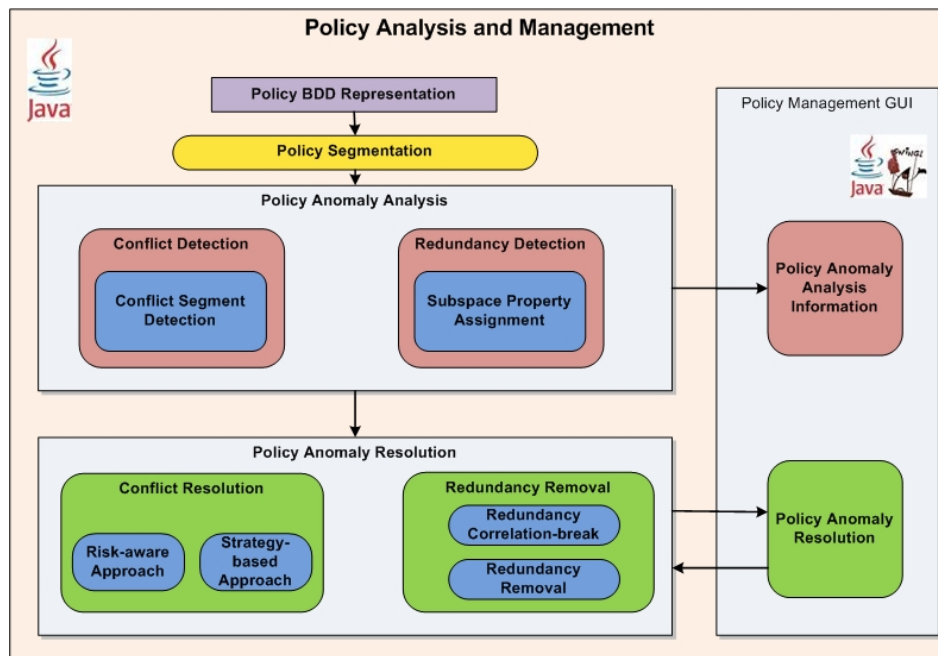 Policy Analysis and Management
Java
Policy BDD Representation
Policy Segmentation
Policy Anomaly Analysis
Conflict Detection
Conflict Segment
Detection
Redundancy Detection
Subspace Property
Assignment
Policy Anomaly Resolution
Conflict Resolution
Risk-aware
Approach
Strategy-
based
Approach
Redundancy Removal
Redundancy
Correlation-break
Redundancy
Removal
Policy Management GUI
Java
Policy Anomaly
Analysis
Information
Policy Anomaly
Resolution